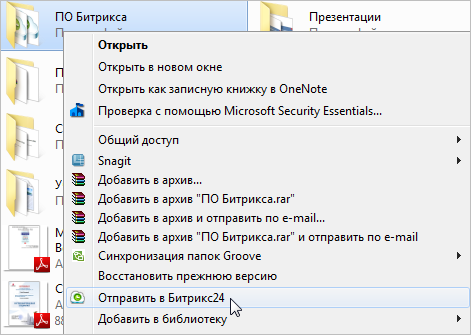 ПО Битрикса
Презентации
Открыть
Открыть в новом окне
Открыть как записную книжку в OneNote
Проверка с помощью Microsoft Security Essentials...
Общий доступ
Snagit
Добавить в архив...
Добавить в архив "ПО Битрикса.rar"
Добавить в архив и отправить по e-mail...
Добавить в архив "ПО Битрикса.rar" и отправить по e-mail
Синхронизация папок Groove
Восстановить прежнюю версию
Отправить в Битрикс24
Добавить в библиотеку